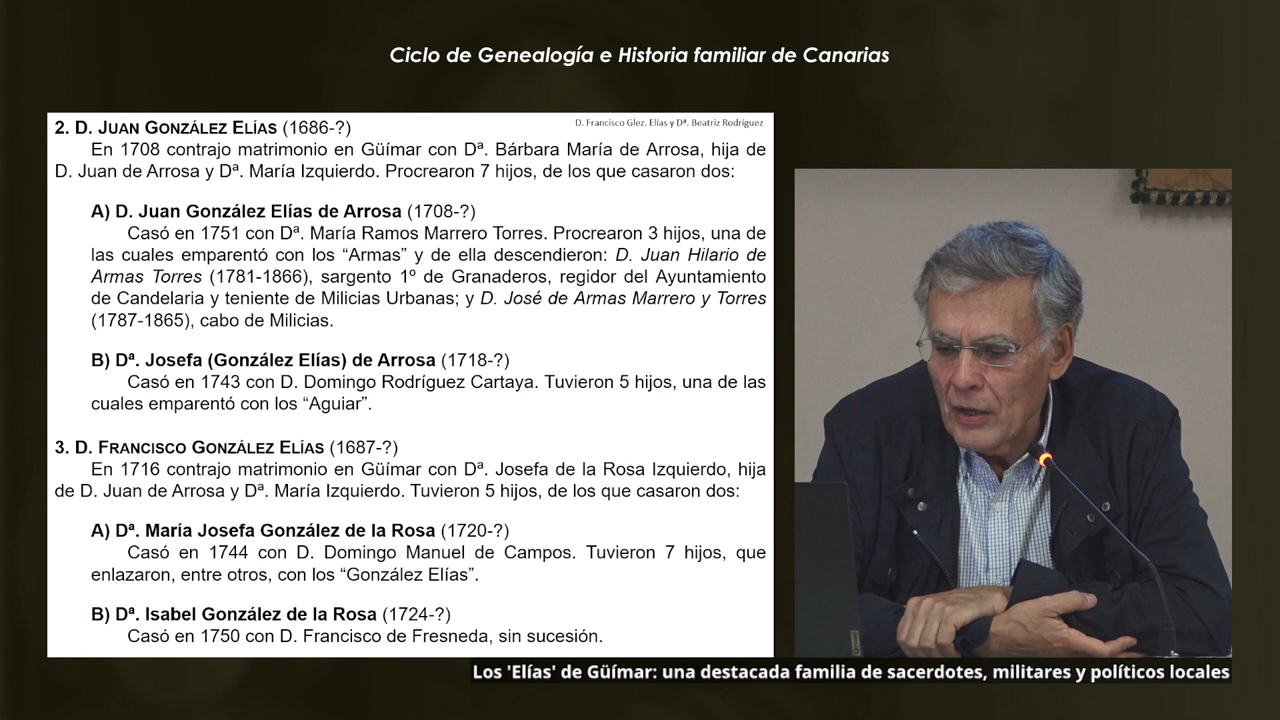 Ciclo de Genealogía e Historia familiar de Canarias
2. D. JUAN GONZÁLEZ ELÍAS (1686-?)
D. Francisco Glez. Elías y Dª. Beatriz Rodríguez
En 1708 contrajo matrimonio en Güímar con Dª. Bárbara María de Arrosa, hija de
D. Juan de Arrosa y Dª. María Izquierdo. Procrearon 7 hijos, de los que casaron dos:
A) D. Juan González Elías de Arrosa (1708-?)
Casó en 1751 con Dª. María Ramos Marrero Torres. Procrearon 3 hijos, una de
las cuales emparentó con los “Armas” y de ella descendieron: D. Juan Hilario de
Armas Torres (1781-1866), sargento 1º de Granaderos, regidor del Ayuntamiento
de Candelaria y teniente de Milicias Urbanas; y D. José de Armas Marrero y Torres
(1787-1865), cabo de Milicias.
B) Dª. Josefa (González Elías) de Arrosa (1718-?)
Casó en 1743 con D. Domingo Rodríguez Cartaya. Tuvieron 5 hijos, una de las
cuales emparentó con los “Aguiar”.
3. D. FRANCISCO GONZÁLEZ ELÍAS (1687-?)
En 1716 contrajo matrimonio en Güímar con Dª. Josefa de la Rosa Izquierdo, hija
de D. Juan de Arrosa y Dª. María Izquierdo. Tuvieron 5 hijos, de los que casaron dos:
A) Dª. María Josefa González de la Rosa (1720-?)
Casó en 1744 con D. Domingo Manuel de Campos. Tuvieron 7 hijos, que
enlazaron, entre otros, con los “González Elías”.
B) Dª. Isabel González de la Rosa (1724-?)
Casó en 1750 con D. Francisco de Fresneda, sin sucesión.
Los 'Elías' de Güímar: una destacada familia de sacerdotes, militares y políticos locales